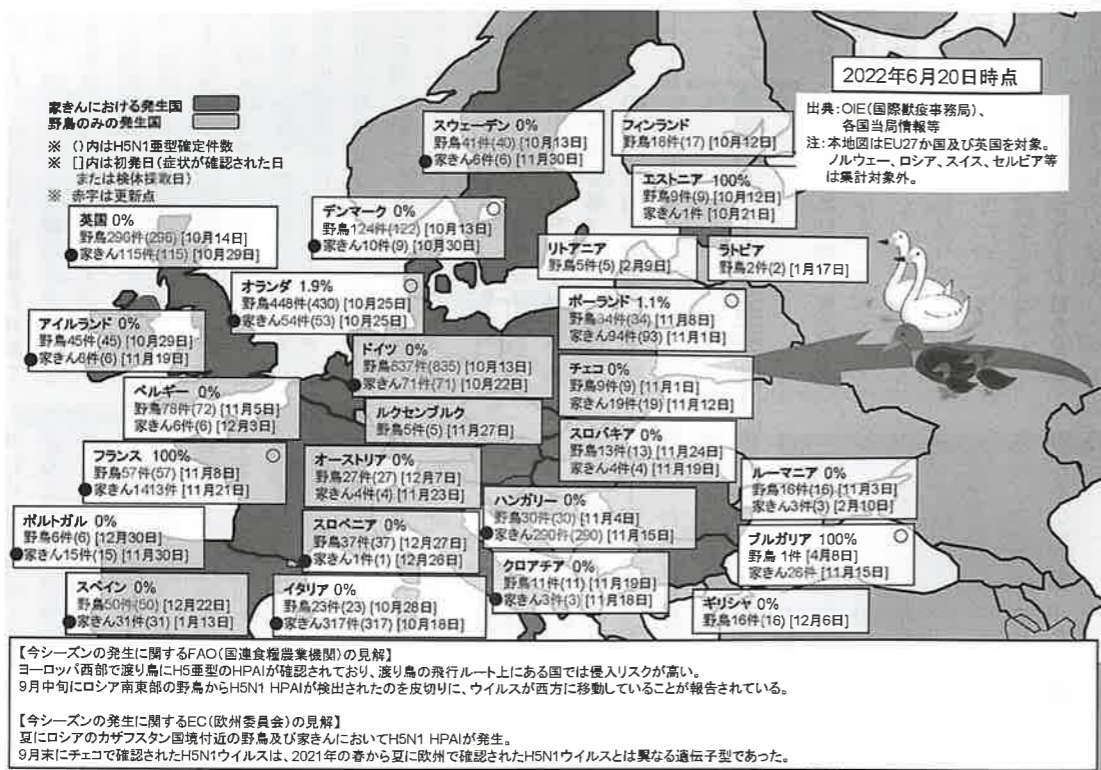 2022年6月20日時点
出典:OIE(国際獣疫事務局)、
各国当局情報等
注:本地図はEU27か国及び英国を対象。
ノルウェー、ロシア、スイス、セルビア等
は集計対象外。
家きんにおける発生国
野鳥のみの発生国
※ ()内はH5N1亜型確定件数
※ []内は初発日(症状が確認された日
または検体採取日)
※ 赤字は更新点
スウェーデン 0%
野鳥41件(40) [10月13日]
家きん6件(6) [11月30日]
フィンランド
野鳥18件(17) [10月12日]
エストニア 100%
野鳥9件(9) [10月12日]
家きん1件 [10月21日]
英国 0%
野鳥296件(296) [10月14日]
家きん115件(115) [10月29日]
デンマーク 0%
野鳥124件(122) [10月13日]
家きん10件(9) [10月30日]
リトアニア
野鳥5件(5) [2月9日]
ラトビア
野鳥2件(2) [1月17日]
オランダ 1.9%
野鳥448件(430) [10月25日]
家きん54件(53) [10月25日]
ポーランド 1.1%
野鳥34件(34) [11月8日]
家きん94件(93) [11月1日]
アイルランド 0%
野鳥45件(45) [10月29日]
家きん6件(6) [11月19日]
ドイツ 0%
野鳥837件(835) [10月13日]
家きん71件(71) [10月22日]
チェコ 0%
野鳥9件(9) [11月1日]
家きん19件(19) [11月12日]
ベルギー 0%
野鳥78件(72) [11月5日]
家きん6件(6) [12月3日]
ルクセンブルク
野鳥5件(5) [11月27日]
スロバキア 0%
野鳥13件(13) [11月24日]
家きん4件(4) [11月19日]
フランス 100%
野鳥57件(57) [11月8日]
家きん1413件 [11月21日]
オーストリア 0%
野鳥27件(27) [12月7日]
家きん4件(4) [11月23日]
ルーマニア 0%
野鳥16件(16) [11月3日]
家きん3件(3) [2月10日]
ハンガリー 0%
野鳥30件(30) [11月4日]
家きん290件(290) [11月15日]
ポルトガル 0%
野鳥6件(6) [12月30日]
家きん15件(15) [11月30日]
スロベニア 0%
野鳥37件(37) [12月27日]
家きん1件(1) [12月26日]
ブルガリア 100%
野鳥 1件 [4月8日]
家きん26件 [11月15日]
クロアチア 0%
野鳥11件(11) [11月19日]
家きん3件(3) [11月18日]
スペイン 0%
野鳥50件(50) [12月22日]
家きん31件(31) [1月13日]
イタリア 0%
野鳥23件(23) [10月28日]
家きん317件(317) [10月18日]
ギリシャ 0%
野鳥16件(16) [12月6日]
【今シーズンの発生に関するFAO(国連食糧農業機関)の見解】
ヨーロッパ西部で渡り鳥にH5亜型のHPAIが確認されており、渡り鳥の飛行ルート上にある国では侵入リスクが高い。
9月中旬にロシア南東部の野鳥からH5N1 HPAIが検出されたのを皮切りに、ウイルスが西方に移動していることが報告されている。
【今シーズンの発生に関するEC(欧州委員会)の見解】
夏にロシアのカザフスタン国境付近の野鳥及び家きんにおいてH5N1 HPAIが発生。
9月末にチェコで確認されたH5N1ウイルスは、2021年の春から夏に欧州で確認されたH5N1ウイルスとは異なる遺伝子型であった。